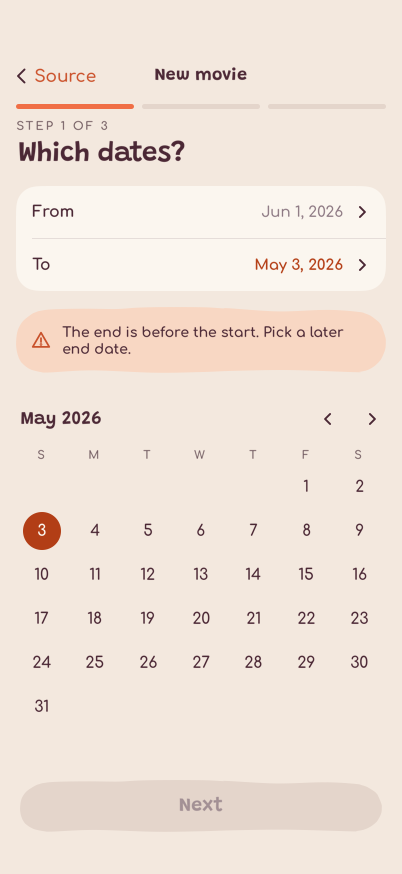 Source
New movie
STEP 1 OF 3
Which dates?
From Jun 1, 2026
To May 3, 2026
The end is before the start. Pick a later
end date.
May 2026
S M T W T F S
1 2
3 4 5 6 7 8 9
10 11 12 13 14 15 16
17 18 19 20 21 22 23
24 25 26 27 28 29 30
31
Next